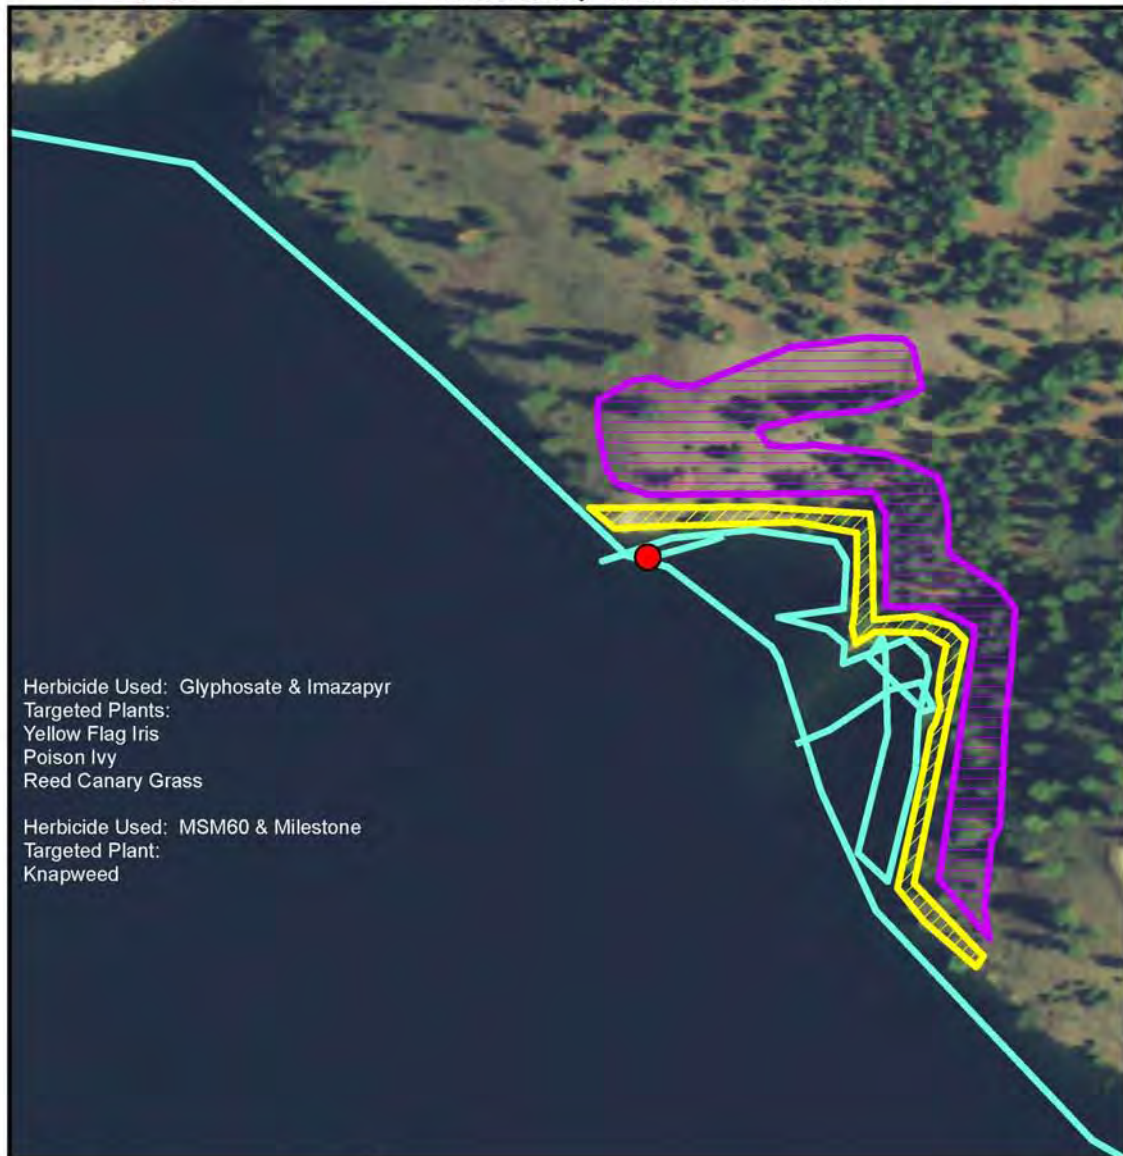 Herbicide Used: Glyphosate & Imazapyr
Targeted Plants:
Yellow Flag Iris
Poison Ivy
Reed Canary Grass
Herbicide Used: MSM60 & Milestone
Targeted Plant:
Knapweed